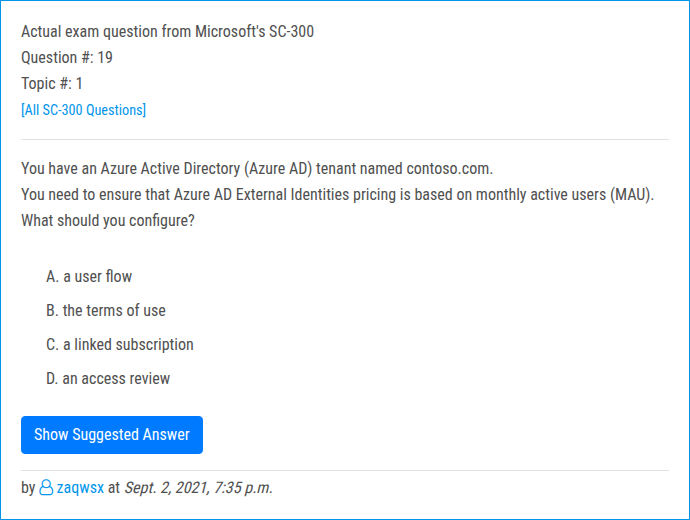 Actual exam question from Microsoft's SC-300
Question #: 19
Topic #: 1
[All SC-300 Questions]
You have an Azure Active Directory (Azure AD) tenant named contoso.com.
You need to ensure that Azure AD External Identities pricing is based on monthly active users (MAU).
What should you configure?
A. a user flow
B. the terms of use
C. a linked subscription
D. an access review
Show Suggested Answer
by zaqwsx at Sept. 2, 2021, 7:35 p.m.